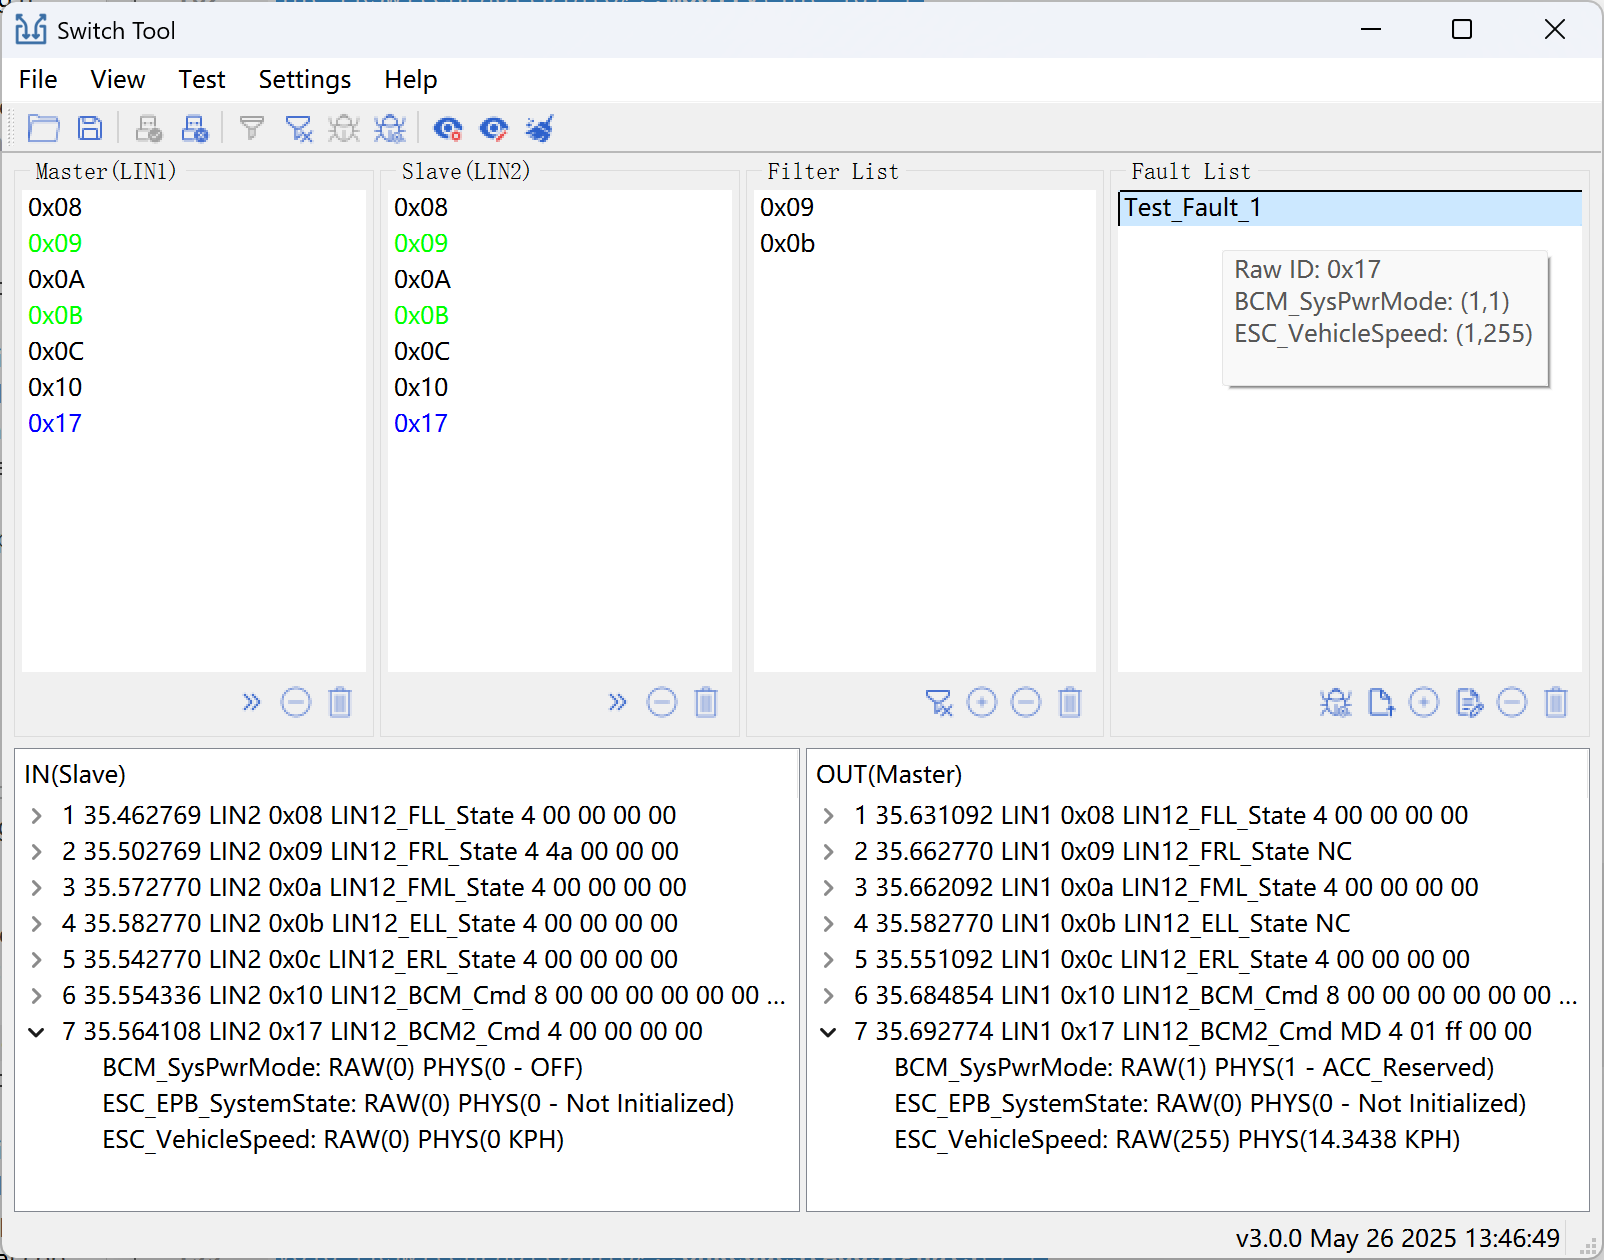 Switch Tool
File View Test Settings Help
Master(LIN1)
0x08
0x09
0x0A
0x0B
0x0C
0x10
0x17
Slave(LIN2)
0x08
0x09
0x0A
0x0B
0x0C
0x10
0x17
Filter List
0x09
0x0b
Fault List
Test_Fault_1
Raw ID: 0x17
BCM_SysPwrMode: (1,1)
ESC_VehicleSpeed: (1,255)
IN(Slave)
1 35.462769 LIN2 0x08 LIN12_FLL_State 4 00 00 00 00
2 35.502769 LIN2 0x09 LIN12_FRL_State 4 4a 00 00 00
3 35.572770 LIN2 0x0a LIN12_FML_State 4 00 00 00 00
4 35.582770 LIN2 0x0b LIN12_ELL_State 4 00 00 00 00
5 35.542770 LIN2 0x0c LIN12_ERL_State 4 00 00 00 00
6 35.554336 LIN2 0x10 LIN12_BCM_Cmd 8 00 00 00 00 00 00 ...
7 35.564108 LIN2 0x17 LIN12_BCM2_Cmd 4 00 00 00 00
BCM_SysPwrMode: RAW(0) PHYS(0 - OFF)
ESC_EPB_SystemState: RAW(0) PHYS(0 - Not Initialized)
ESC_VehicleSpeed: RAW(0) PHYS(0 KPH)
OUT(Master)
1 35.631092 LIN1 0x08 LIN12_FLL_State 4 00 00 00 00
2 35.662770 LIN1 0x09 LIN12_FRL_State NC
3 35.662092 LIN1 0x0a LIN12_FML_State 4 00 00 00 00
4 35.582770 LIN1 0x0b LIN12_ELL_State NC
5 35.551092 LIN1 0x0c LIN12_ERL_State 4 00 00 00 00
6 35.684854 LIN1 0x10 LIN12_BCM_Cmd 8 00 00 00 00 00 00 ...
7 35.692774 LIN1 0x17 LIN12_BCM2_Cmd MD 4 01 ff 00 00
BCM_SysPwrMode: RAW(1) PHYS(1 - ACC_Reserved)
ESC_EPB_SystemState: RAW(0) PHYS(0 - Not Initialized)
ESC_VehicleSpeed: RAW(255) PHYS(14.3438 KPH)
v3.0.0 May 26 2025 13:46:49